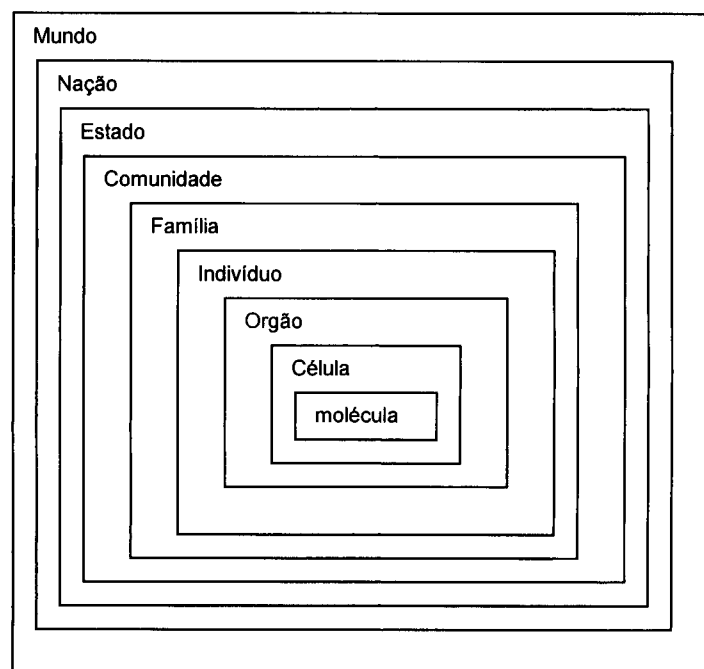 Mundo
Nação
Estado
Comunidade
Família
Indivíduo
Orgão
Célula
molécula